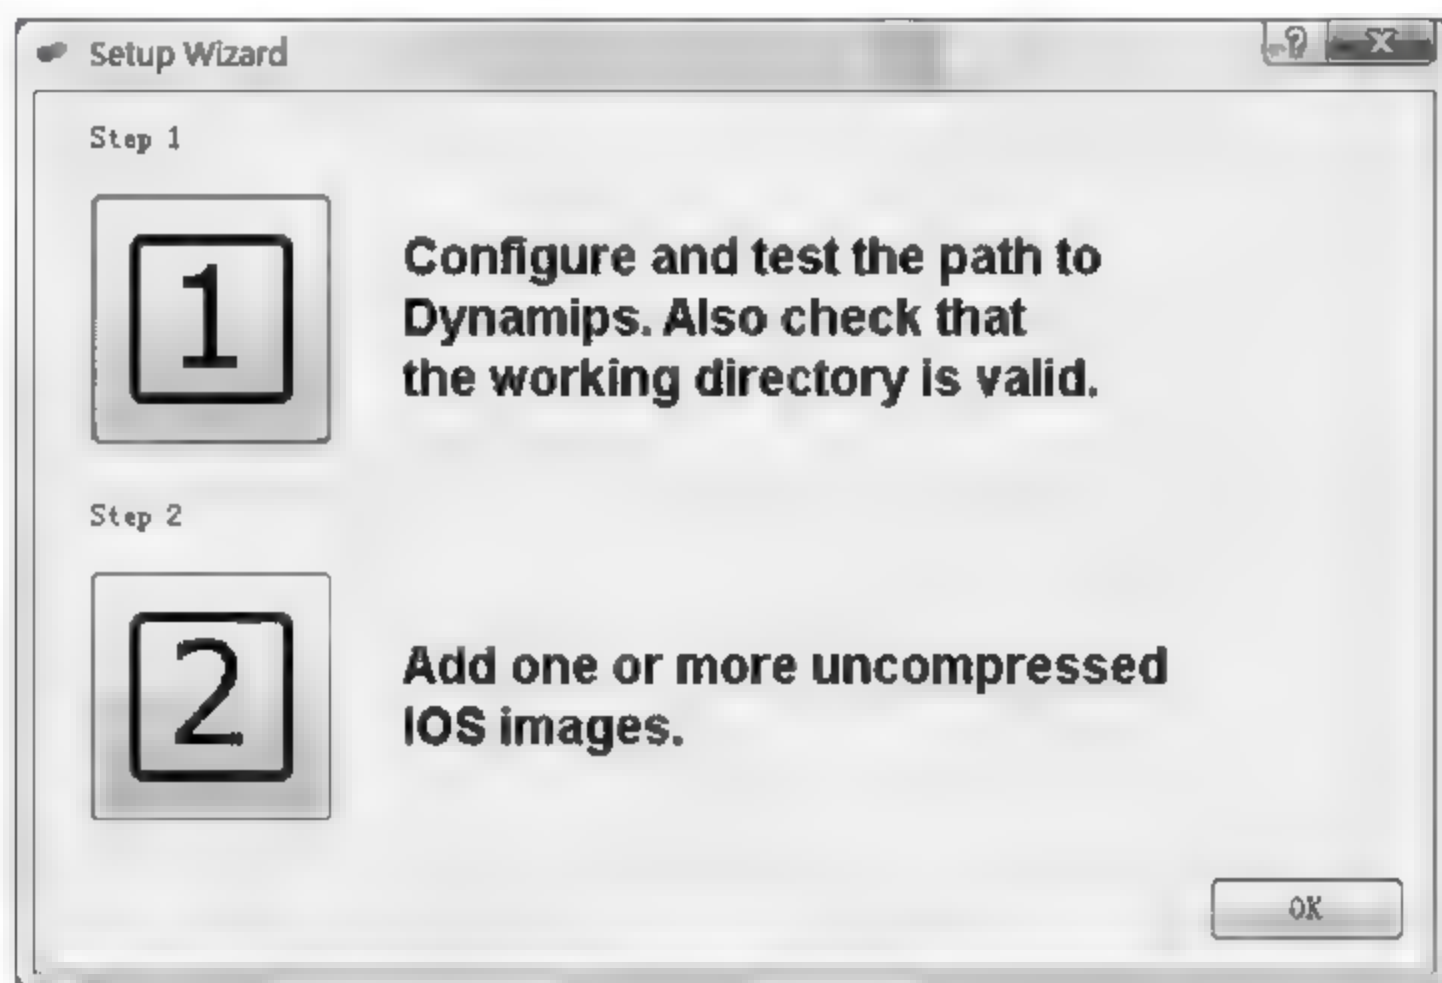 Setup Wizard
?
X
Step 1
1
Configure and test the path to
Dynamips. Also check that
the working directory is valid.
Step 2
2
Add one or more uncompressed
IOS images.
OK